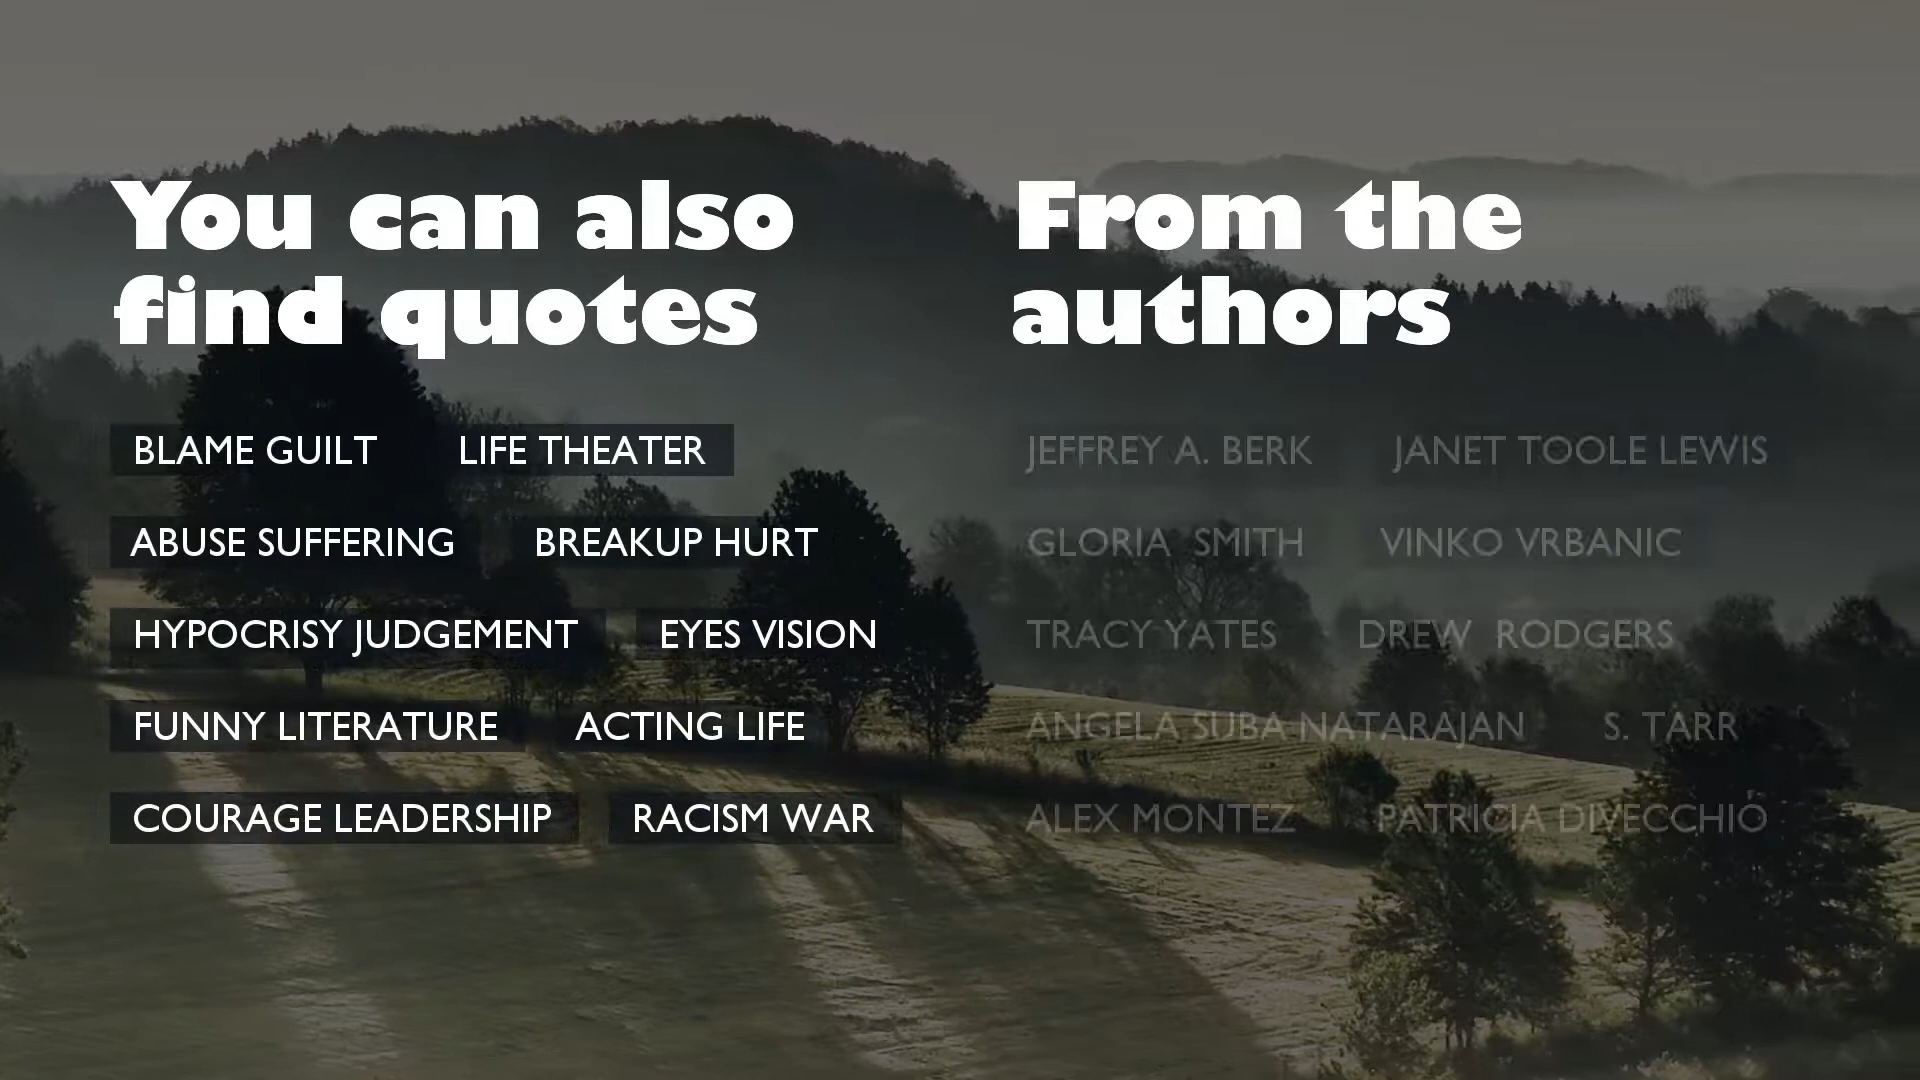 You can also
find quotes
BLAME GUILT LIFE THEATER
ABUSE SUFFERING BREAKUP HURT
HYPOCRISY JUDGEMENT EYES VISION
FUNNY LITERATURE ACTING LIFE
COURAGE LEADERSHIP RACISM WAR
From the
authors
JEFFREY A. BERK JANET TOOLE LEWIS
GLORIA SMITH VINKO VRBANIC
TRACY YATES DREW RODGERS
ANGELA SUBA NATARAJAN S. TARR
ALEX MONTEZ PATRICIA DIVECCHIO